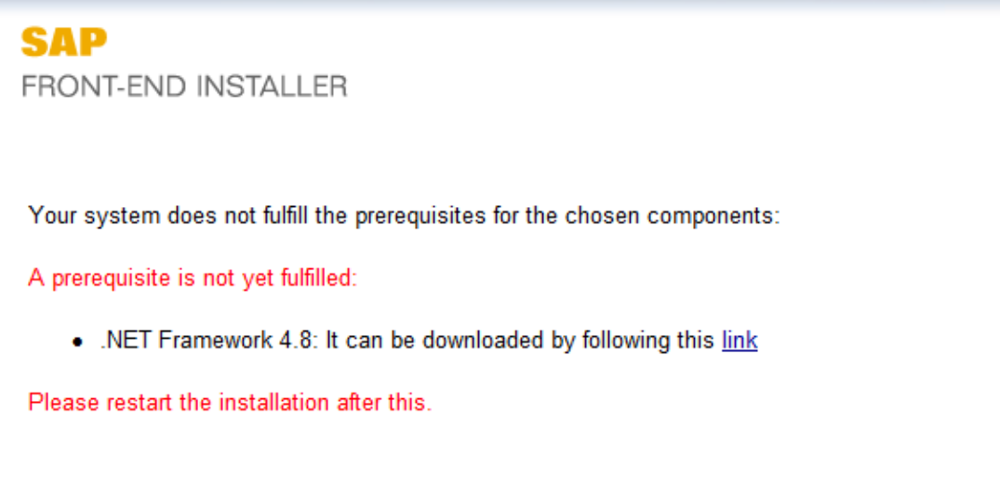 SAP
FRONT-END INSTALLER
Your system does not fulfill the prerequisites for the chosen components:
A prerequisite is not yet fulfilled:
• .NET Framework 4.8: It can be downloaded by following this link
Please restart the installation after this.